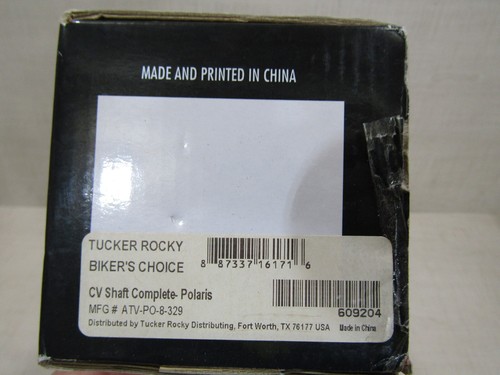 MADE AND PRINTED IN CHINA
TUCKER ROCKY
BIKER'S CHOICE
8 87337 16171 6
CV Shaft Complete- Polaris
MFG # ATV-PO-8-329
609204
Distributed by Tucker Rocky Distributing, Fort Worth, TX 76177 USA
Made in China